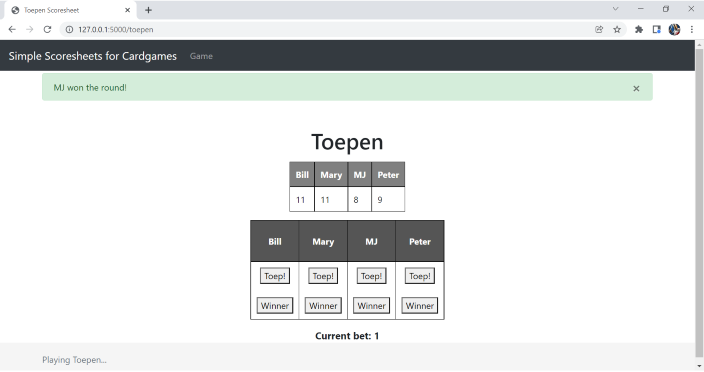 Toepen Scoresheet
127.0.0.1:5000/toepen
Simple Scoresheets for Cardgames Game
MJ won the round! ×
Toepen
Bill Mary MJ Peter
11 11 8 9
Bill Mary MJ Peter
Toep! Toep! Toep! Toep!
Winner Winner Winner Winner
Current bet: 1
Playing Toepen...